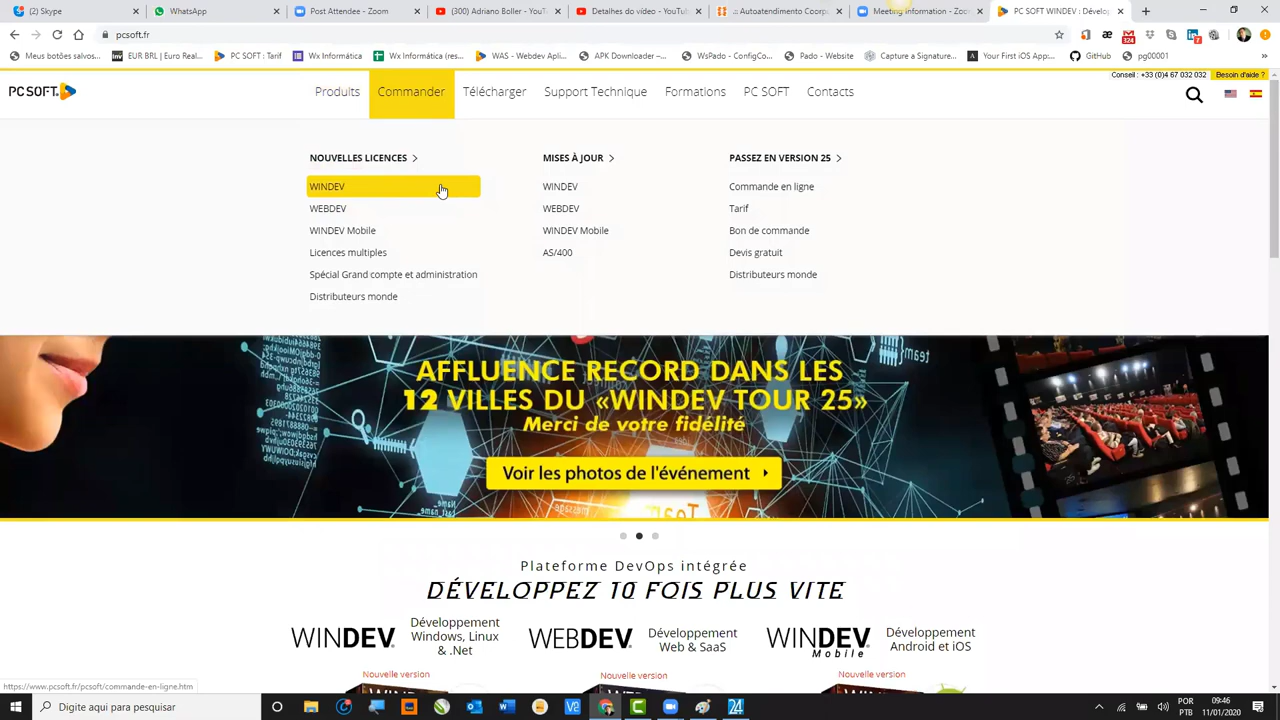 (2) Skype
WhatsApp
Post Attendee - Zoom
(300) Adriano Boller - YouT
Detalhes do vídeo - YouTub
:: Autoatendimento Coorp
Meeting Information - Zoo
PC SOFT WINDEV : Dévelo
pcsoft.fr
324
Meus botões salvos...
EUR BRL | Euro Real...
PC SOFT : Tarif
Wx Informática
Wx Informática (res...
WAS - Webdev Apli...
APK Downloader –...
WsPado - ConfigCo...
Pado - Website
Capture a Signature...
Your First iOS App:...
GitHub
pg00001
Conseil : +33 (0)4 67 032 032
Besoin d'aide ?
PC SOFT
Produits
Commander
Télécharger
Support Technique
Formations
PC SOFT
Contacts
NOUVELLES LICENCES >
MISES À JOUR >
PASSEZ EN VERSION 25 >
WINDEV
WINDEV
Commande en ligne
WEBDEV
WEBDEV
Tarif
WINDEV Mobile
WINDEV Mobile
Bon de commande
Licences multiples
AS/400
Devis gratuit
Spécial Grand compte et administration
Distributeurs monde
Distributeurs monde
team
AFFLUENCE RECORD DANS LES
12 VILLES DU «WINDEV TOUR 25»
Merci de votre fidélité
Voir les photos de l'événement
Plateforme DevOps intégrée
DÉVELOPPEZ 10 FOIS PLUS VITE
WINDEV
Développement
Windows, Linux
& .Net
WEBDEV
Développement
Web & SaaS
WINDEV
Mobile
Développement
Android et iOS
Nouvelle version
Nouvelle version
Nouvelle version
https://www.pcsoft.fr/pcsoft/commande-en-ligne.htm
Digite aqui para pesquisar
POR
PTB
09:46
11/01/2020